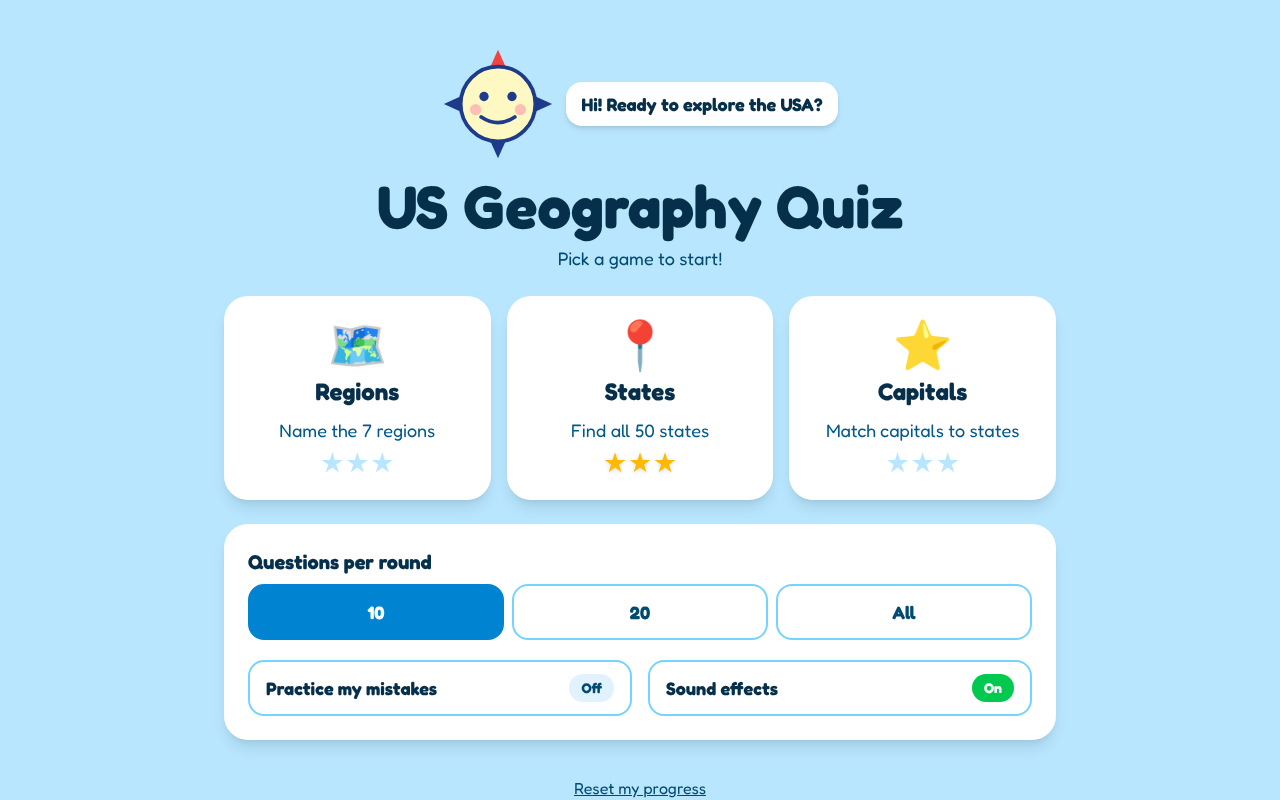 Hi! Ready to explore the USA?
US Geography Quiz
Pick a game to start!
Regions
Name the 7 regions
States
Find all 50 states
Capitals
Match capitals to states
Questions per round
10
20
All
Practice my mistakes
Off
Sound effects
On
Reset my progress